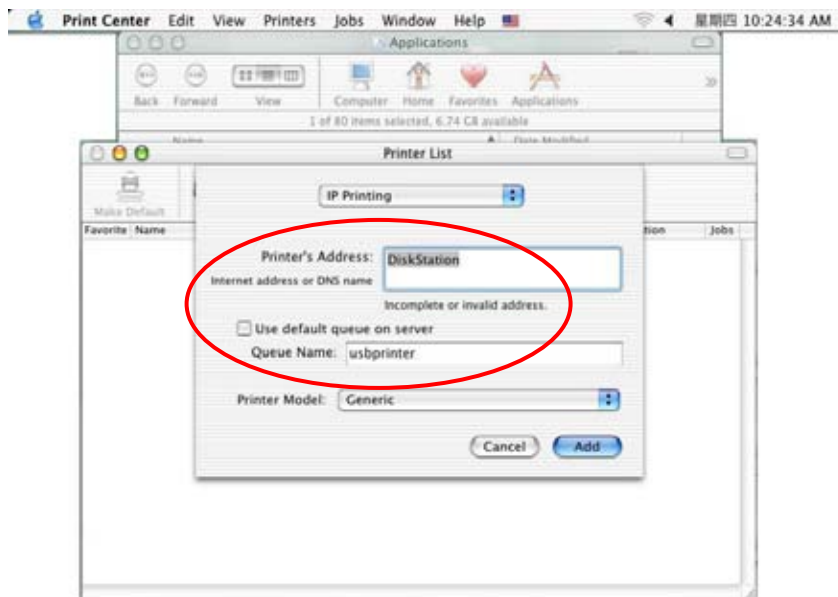 Print Center Edit View Printers Jobs Window Help 星期四 10:24:34 AM
Applications
Back Forward View Computer Home Favorites Applications
1 of 80 items selected, 6.74 GB available
Name Date Modified
Printer List
IP Printing
Make Default
Favorite Name Jobs
Printer's Address: DiskStation
Internet address or DNS name
Incomplete or invalid address.
Use default queue on server
Queue Name: usbprinter
Printer Model: Generic
Cancel Add